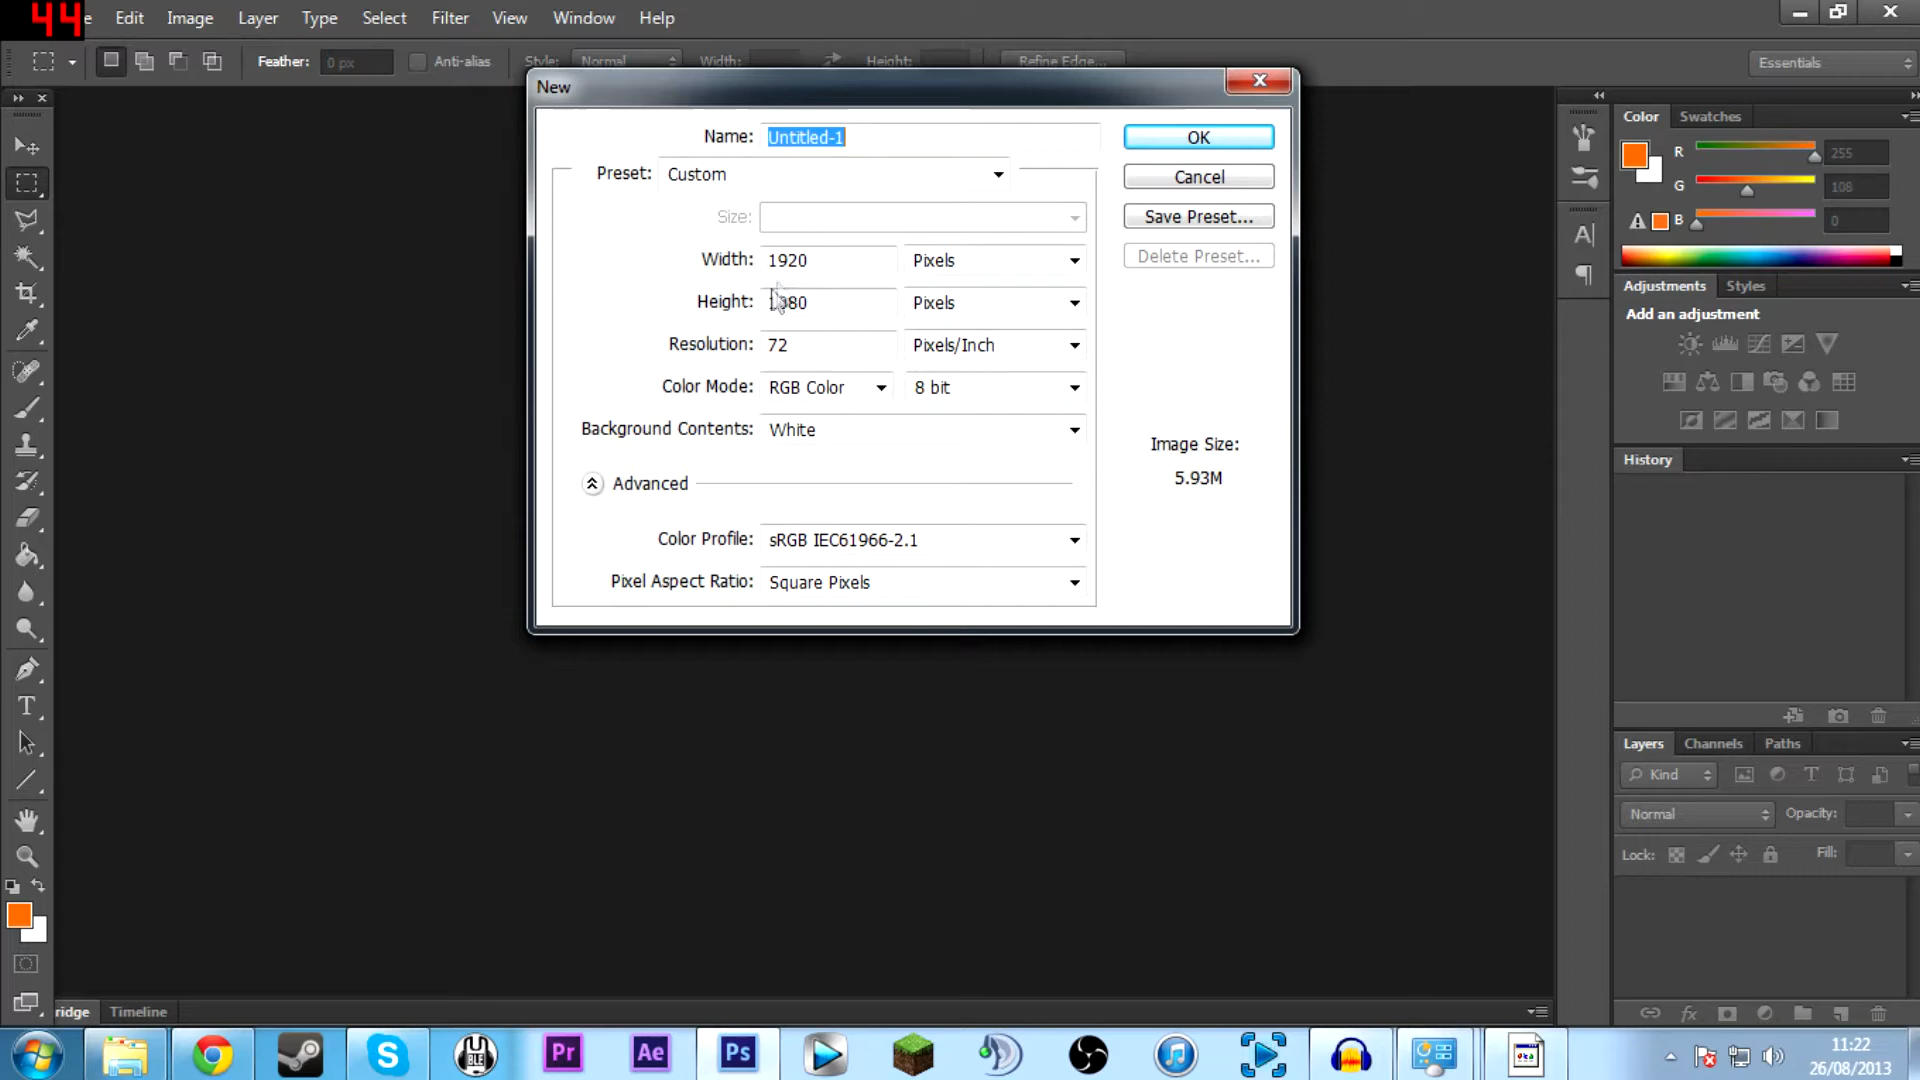 44
Edit Image Layer Type Select Filter View Window Help
Feather: 0 px Anti-alias Style: Normal Width: Height: Refine Edge... Essentials
New
Name: Untitled-1 OK
Preset: Custom Cancel
Size: Save Preset...
Width: 1920 Pixels Delete Preset...
Height: 1080 Pixels
Resolution: 72 Pixels/Inch
Color Mode: RGB Color 8 bit
Background Contents: White
Image Size:
5.93M
Advanced
Color Profile: sRGB IEC61966-2.1
Pixel Aspect Ratio: Square Pixels
Color Swatches
R 255
G 108
B 0
Adjustments Styles
Add an adjustment
History
Layers Channels Paths
Kind
Normal Opacity:
Lock: Fill:
ridge Timeline
Pr Ae Ps
11:22
26/08/2013